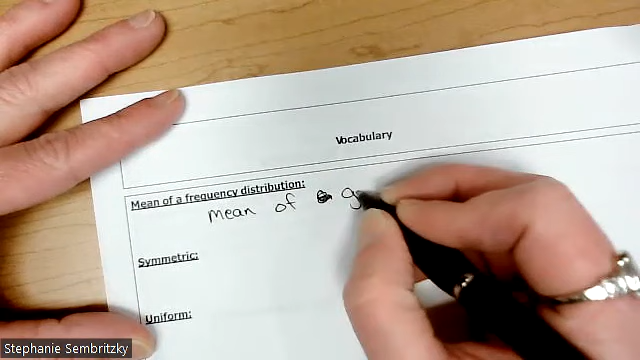 Vocabulary
Mean of a frequency distribution:
mean of
Symmetric:
Uniform:
Stephanie Sembritzky